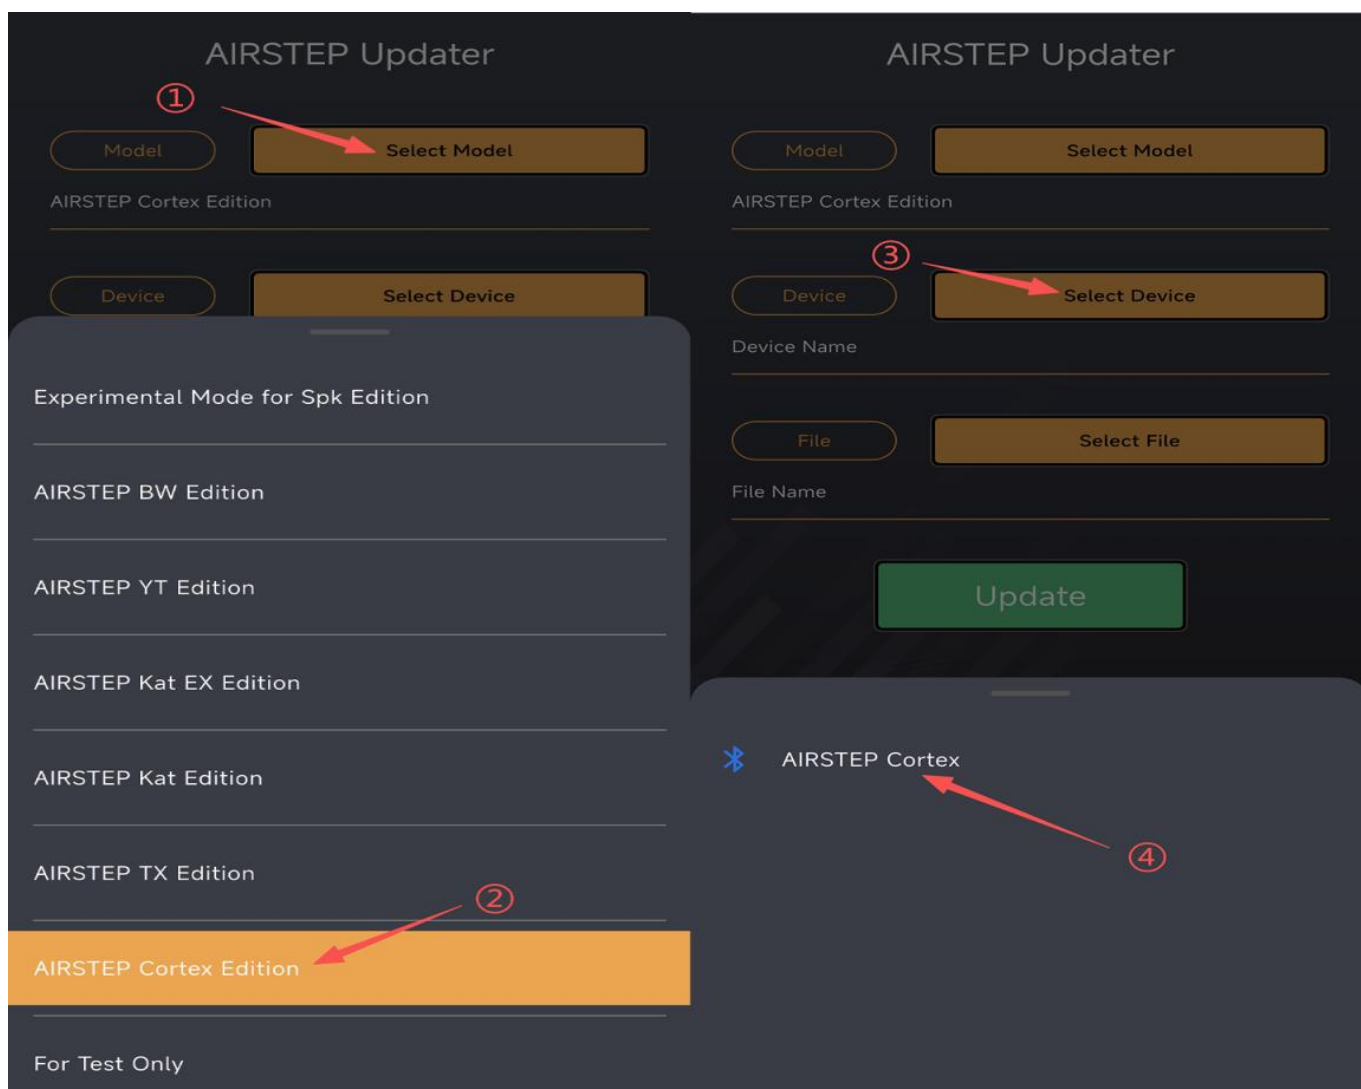 AIRSTEP Updater
①
Model
Select Model
AIRSTEP Cortex Edition
Device
Select Device
Experimental Mode for Spk Edition
AIRSTEP BW Edition
AIRSTEP YT Edition
AIRSTEP Kat EX Edition
AIRSTEP Kat Edition
AIRSTEP TX Edition
②
AIRSTEP Cortex Edition
For Test Only
AIRSTEP Updater
Model
Select Model
AIRSTEP Cortex Edition
③
Device
Select Device
Device Name
File
Select File
File Name
Update
AIRSTEP Cortex
④